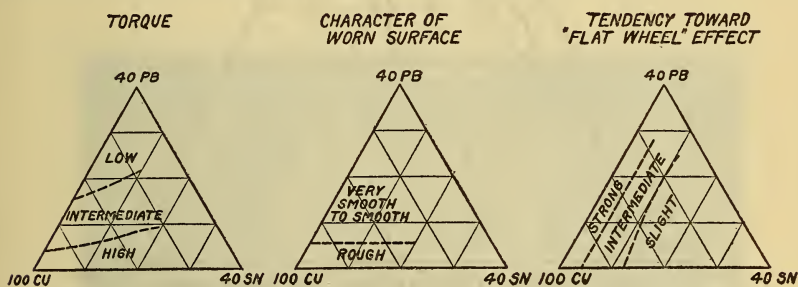 TORQUE
CHARACTER OF
WORN SURFACE
TENDENCY TOWARD
"FLAT WHEEL" EFFECT
40 PB
LOW
INTERMEDIATE
HIGH
100 CU
40 SN
40 PB
VERY
SMOOTH
TO SMOOTH
ROUGH
100 CU
40 SN
40 PB
STRONG
INTERMEDIATE
SLIGHT
100 CU
40 SN